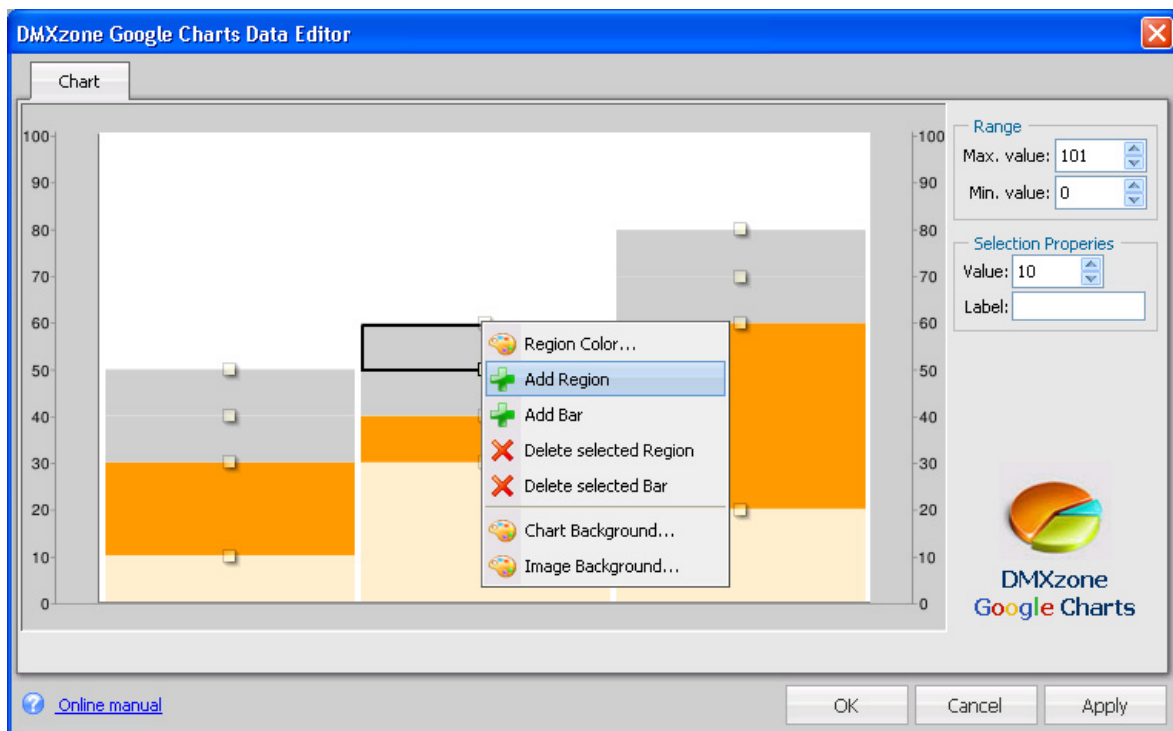 DMXzone Google Charts Data Editor
Chart
100
90
80
70
60
50
40
30
20
10
0
100
90
80
70
60
50
40
30
20
10
0
Region Color...
Add Region
Add Bar
Delete selected Region
Delete selected Bar
Chart Background...
Image Background...
Range
Max. value: 101
Min. value: 0
Selection Properies
Value: 10
Label:
DMXzone
Google Charts
Online manual
OK Cancel Apply